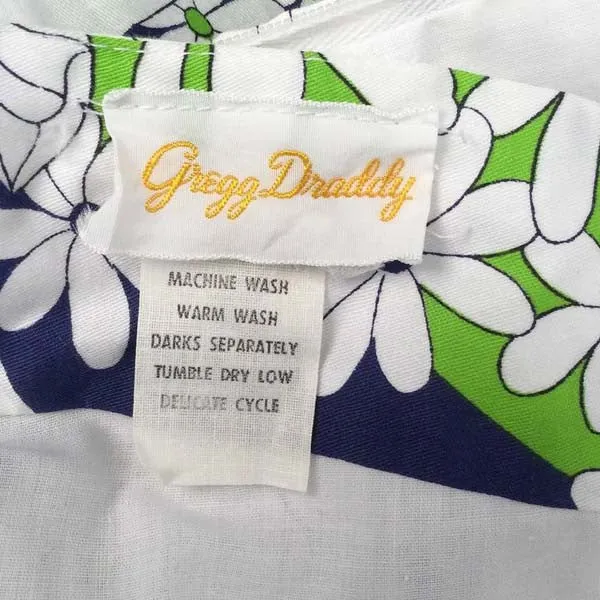 Gregg Draddy
MACHINE WASH
WARM WASH
DARKS SEPARATELY
TUMBLE DRY LOW
DELICATE CYCLE